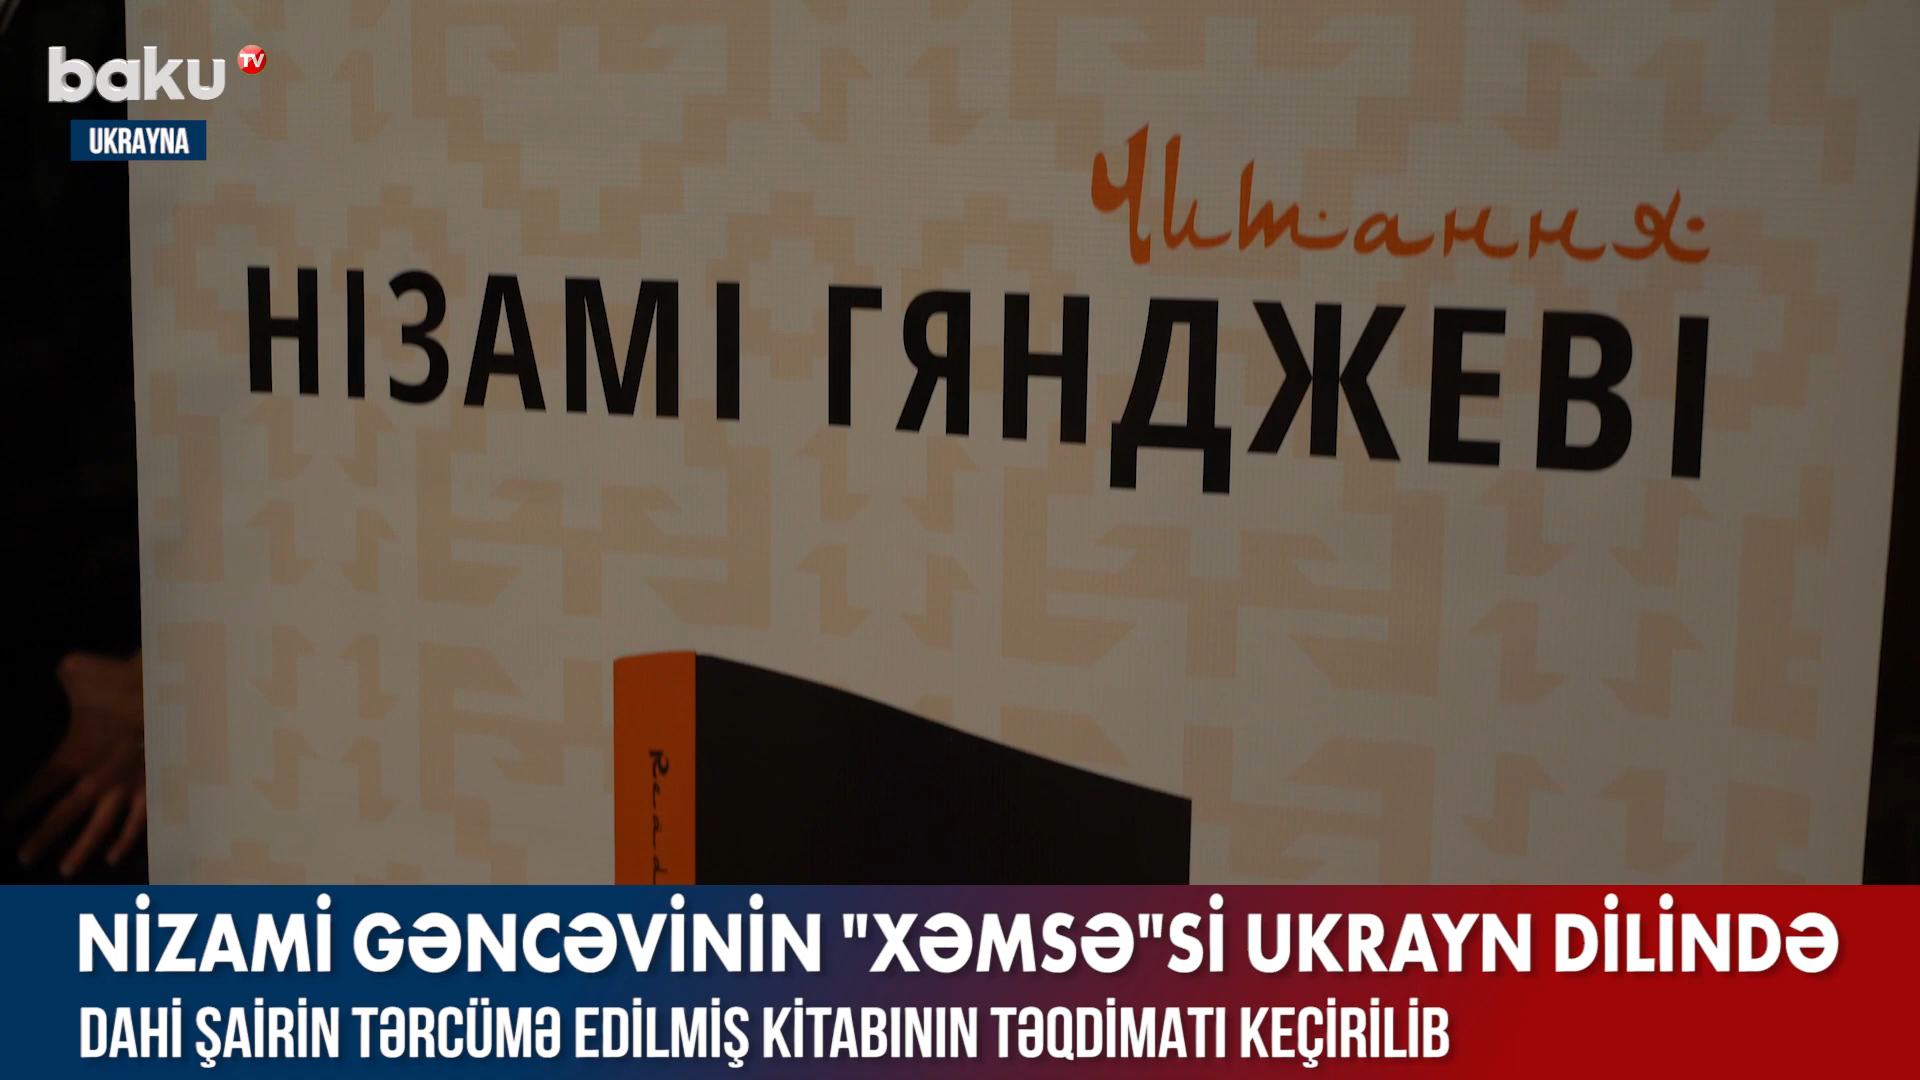 baku TV
UKRAYNA
Читання
НІЗАМІ ГЯНДЖЕВІ
Read
NİZAMİ GƏNCƏVİNİN "XƏMSƏ"Sİ UKRAYN DİLİNDƏ
DAHİ ŞAİRİN TƏRCÜMƏ EDİLMİŞ KİTABININ TƏQDİMATI KEÇİRİLİB